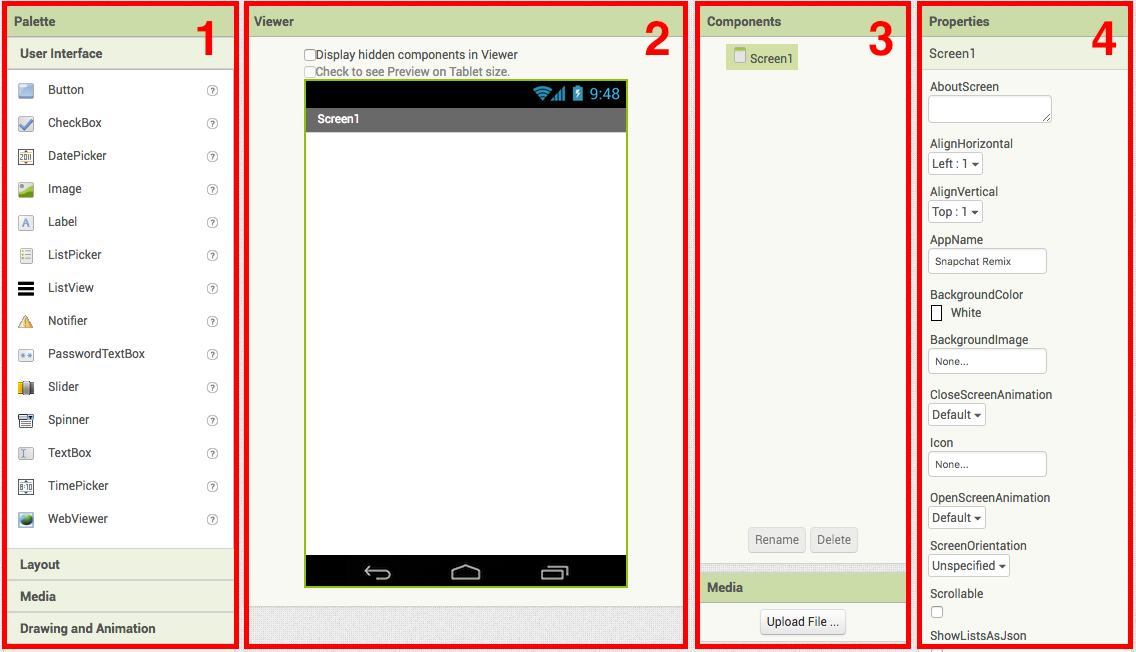 Palette
1
User Interface
Button ?
CheckBox ?
2011 DatePicker ?
Image ?
A Label ?
ListPicker ?
ListView ?
Notifier ?
PasswordTextBox ?
Slider ?
Spinner ?
TextBox ?
8:10 TimePicker ?
WebViewer ?
Layout
Media
Drawing and Animation
Viewer
2
Display hidden components in Viewer
Check to see Preview on Tablet size.
9:48
Screen1
Components
3
Screen1
Rename Delete
Media
Upload File ...
Properties
4
Screen1
AboutScreen
AlignHorizontal
Left : 1
AlignVertical
Top : 1
AppName
Snapchat Remix
BackgroundColor
White
BackgroundImage
None...
CloseScreenAnimation
Default
Icon
None...
OpenScreenAnimation
Default
ScreenOrientation
Unspecified
Scrollable
ShowListsAsJson